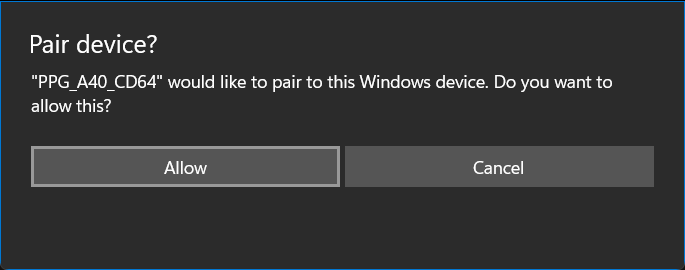 Pair device?
"PPG_A40_CD64" would like to pair to this Windows device. Do you want to
allow this?
Allow
Cancel